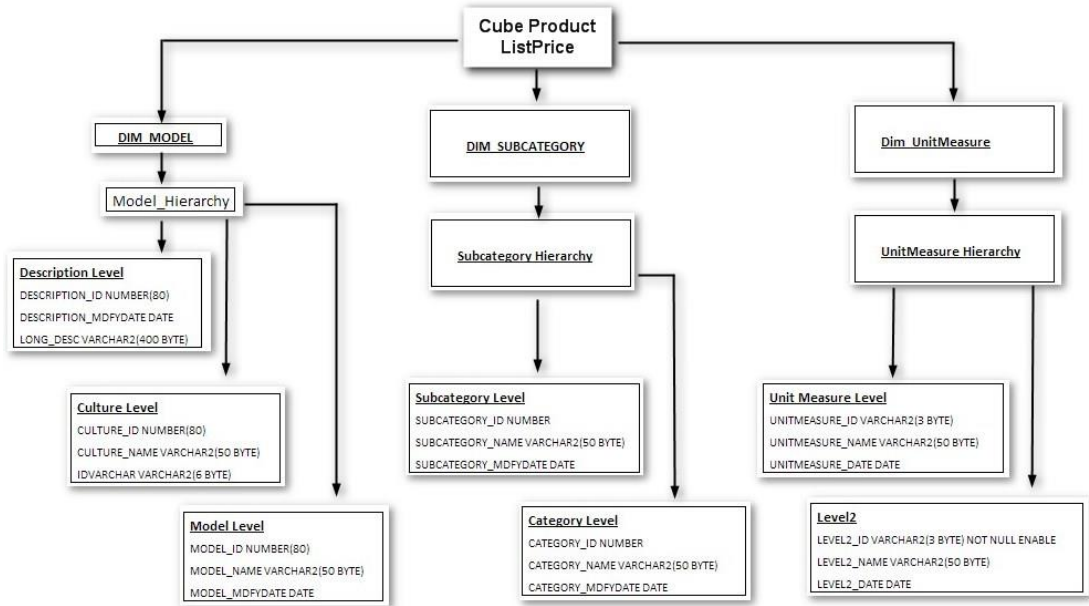 Cube Product
ListPrice
DIM_MODEL
Model_Hierarchy
Description Level
DESCRIPTION_ID NUMBER(80)
DESCRIPTION_MDFYDATE DATE
LONG_DESC VARCHAR2(400 BYTE)
Culture Level
CULTURE_ID NUMBER(80)
CULTURE_NAME VARCHAR2(50 BYTE)
IDVARCHAR VARCHAR2(6 BYTE)
Model Level
MODEL_ID NUMBER(80)
MODEL_NAME VARCHAR2(50 BYTE)
MODEL_MDFYDATE DATE
DIM_SUBCATEGORY
Subcategory Hierarchy
Subcategory Level
SUBCATEGORY_ID NUMBER
SUBCATEGORY_NAME VARCHAR2(50 BYTE)
SUBCATEGORY_MDFYDATE DATE
Category Level
CATEGORY_ID NUMBER
CATEGORY_NAME VARCHAR2(50 BYTE)
CATEGORY_MDFYDATE DATE
Dim_UnitMeasure
UnitMeasure Hierarchy
Unit Measure Level
UNITMEASURE_ID VARCHAR2(3 BYTE)
UNITMEASURE_NAME VARCHAR2(50 BYTE)
UNITMEASURE_DATE DATE
Level2
LEVEL2_ID VARCHAR2(3 BYTE) NOT NULL ENABLE
LEVEL2_NAME VARCHAR2(50 BYTE)
LEVEL2_DATE DATE